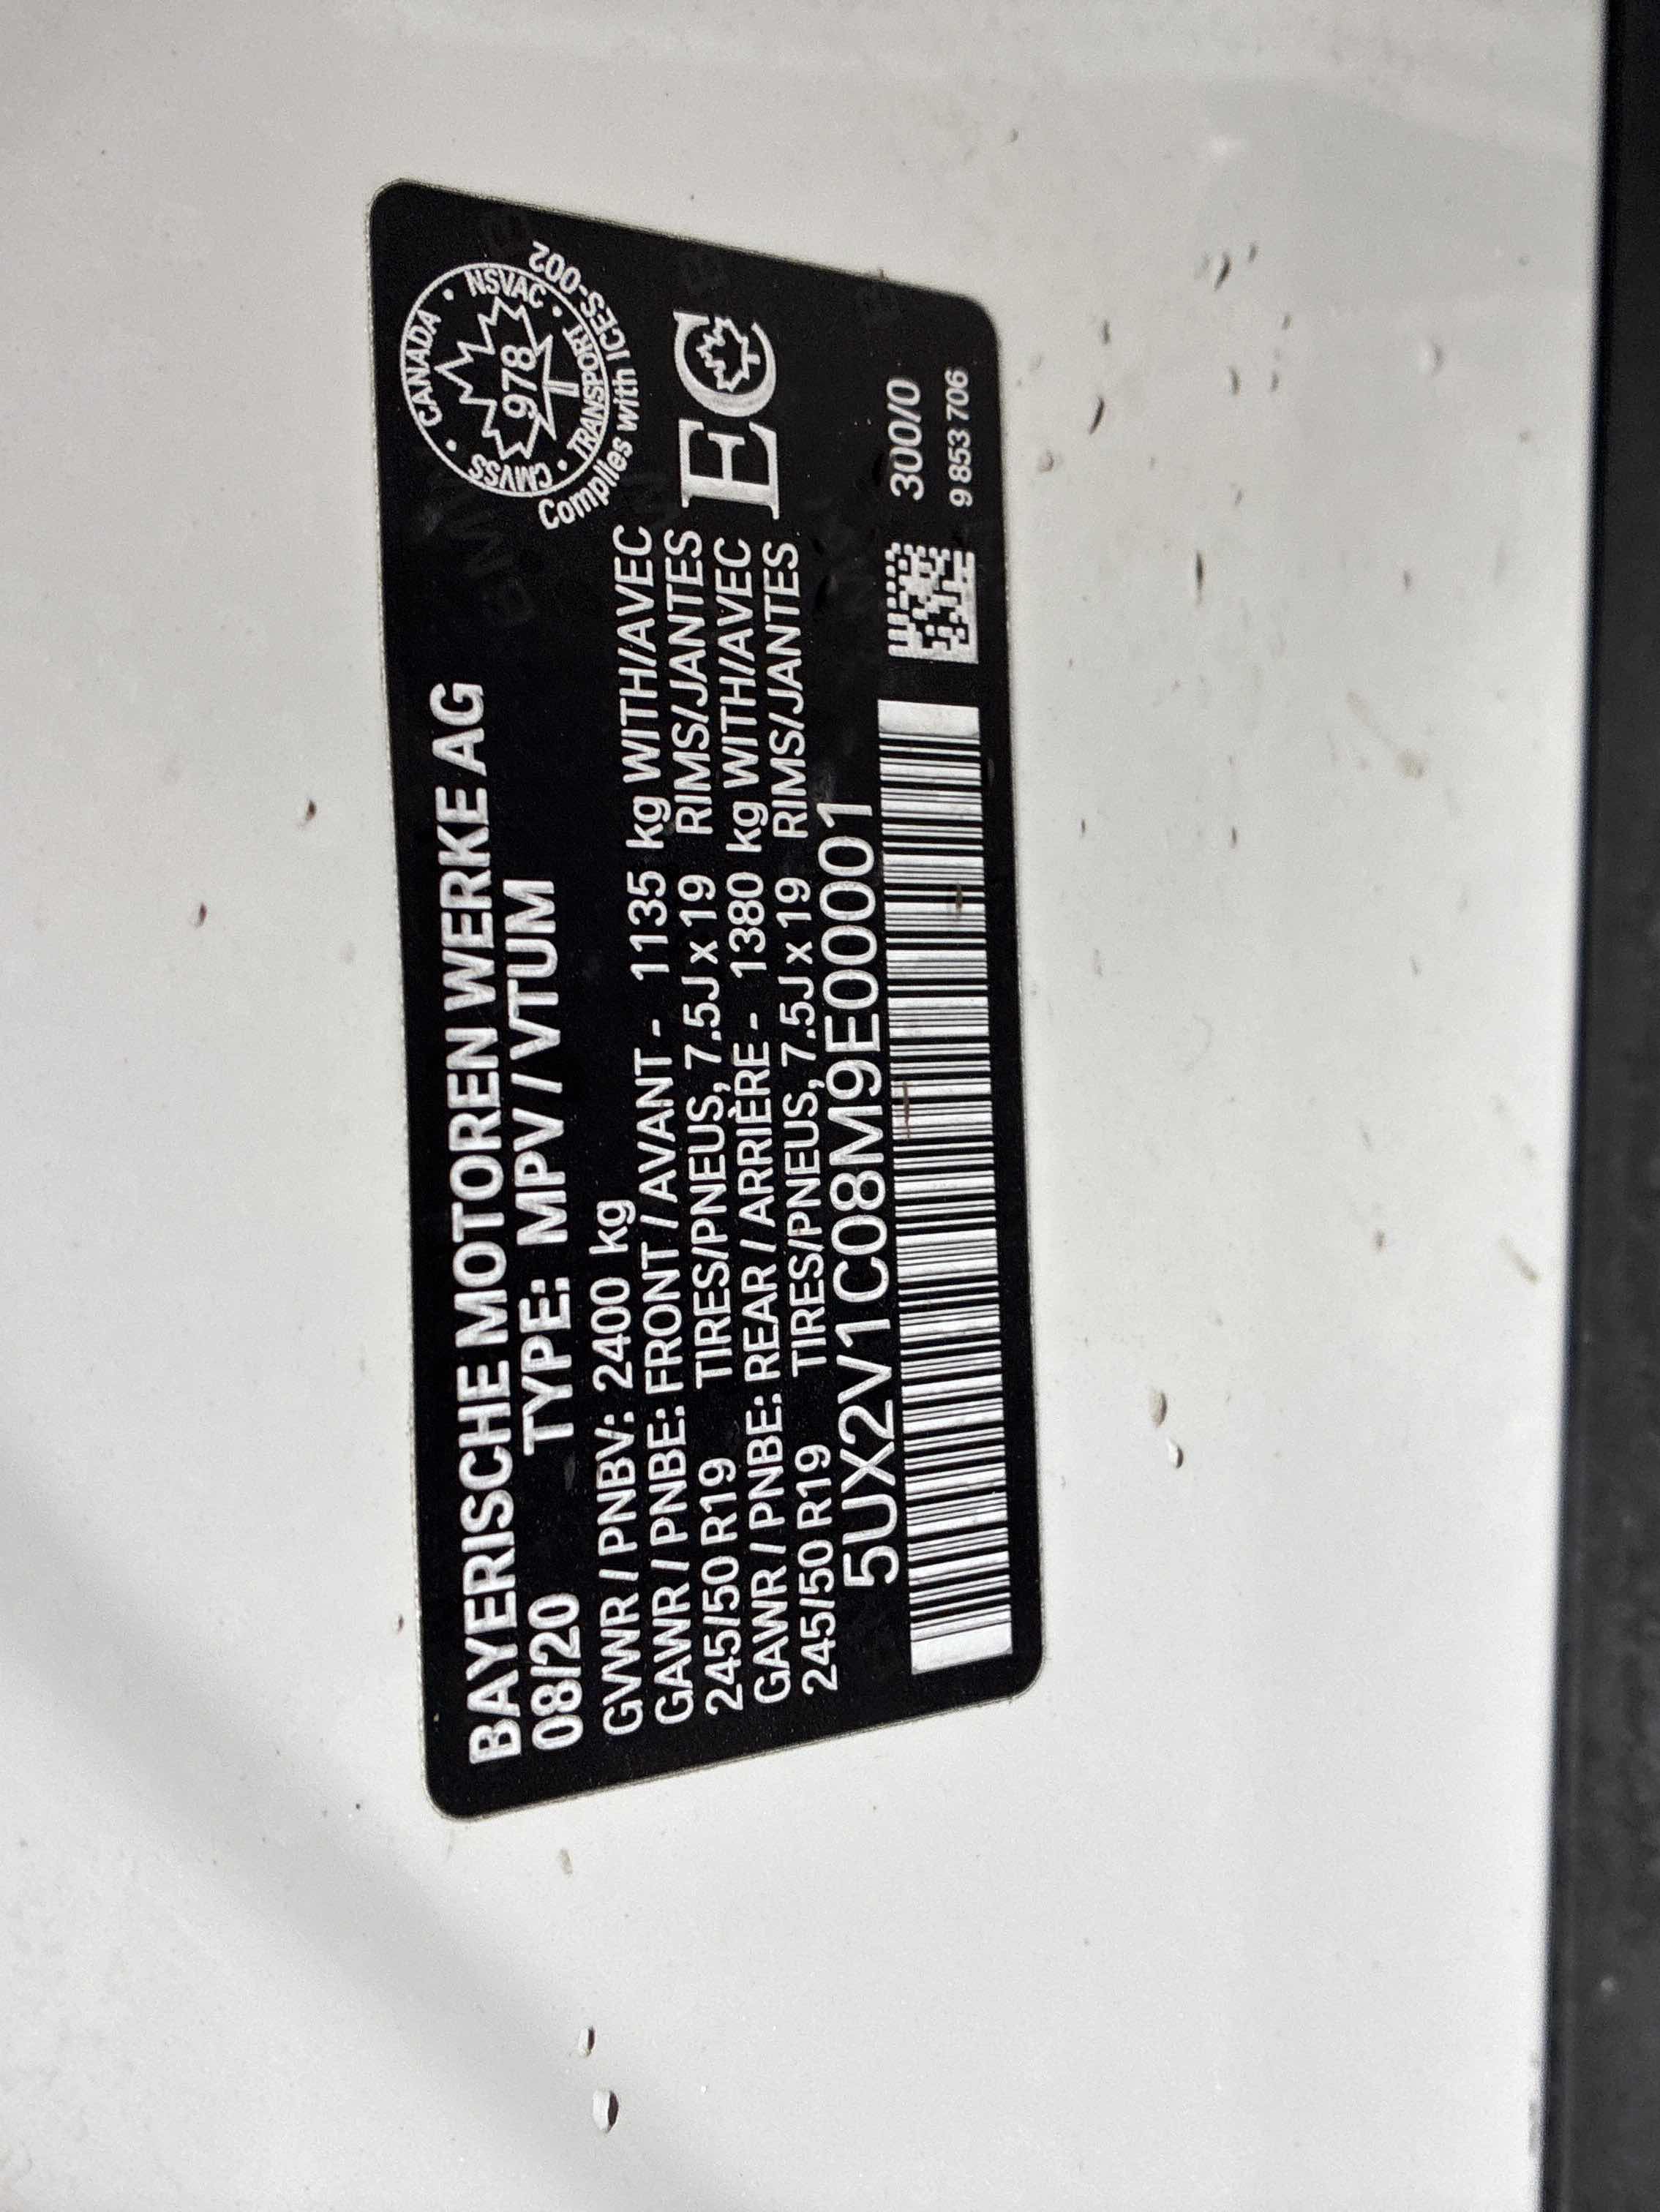 BAYERISCHE MOTOREN WERKE AG
08/20 TYPE: MPV / VTUM
GVWR / PNBV: 2400 kg
GAWR / PNBE: FRONT / AVANT - 1135 kg WITH/AVEC
245/50 R19 TIRES/PNEUS, 7.5J x 19 RIMS/JANTES
GAWR / PNBE: REAR / ARRIÈRE - 1380 kg WITH/AVEC
245/50 R19 TIRES/PNEUS, 7.5J x 19 RIMS/JANTES
5UX2V1C08M9E00001
CMVSS • CANADA • NSVAC • TRANSPORT •
978
Complies with ICES-002
EC
300/0
9 853 706